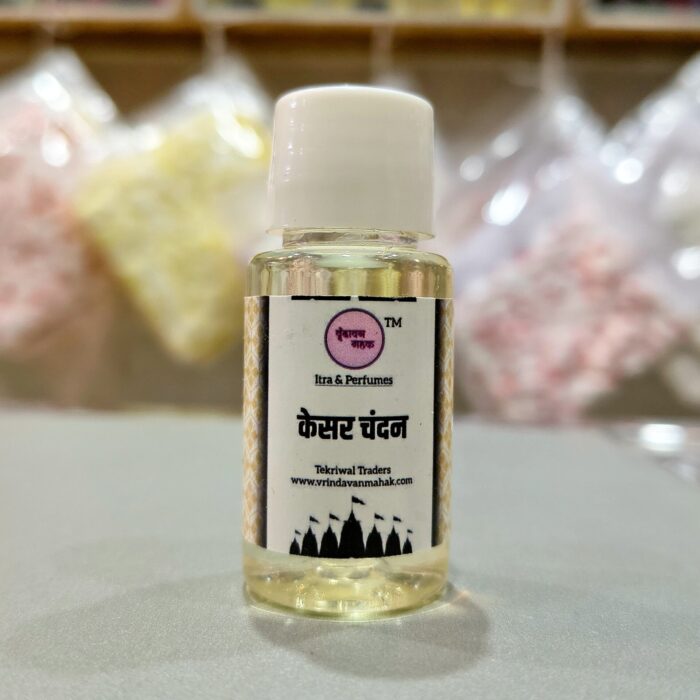 वृंदावन
महक
TM
Itra & Perfumes
केसर चंदन
Tekriwal Traders
www.vrindavanmahak.com